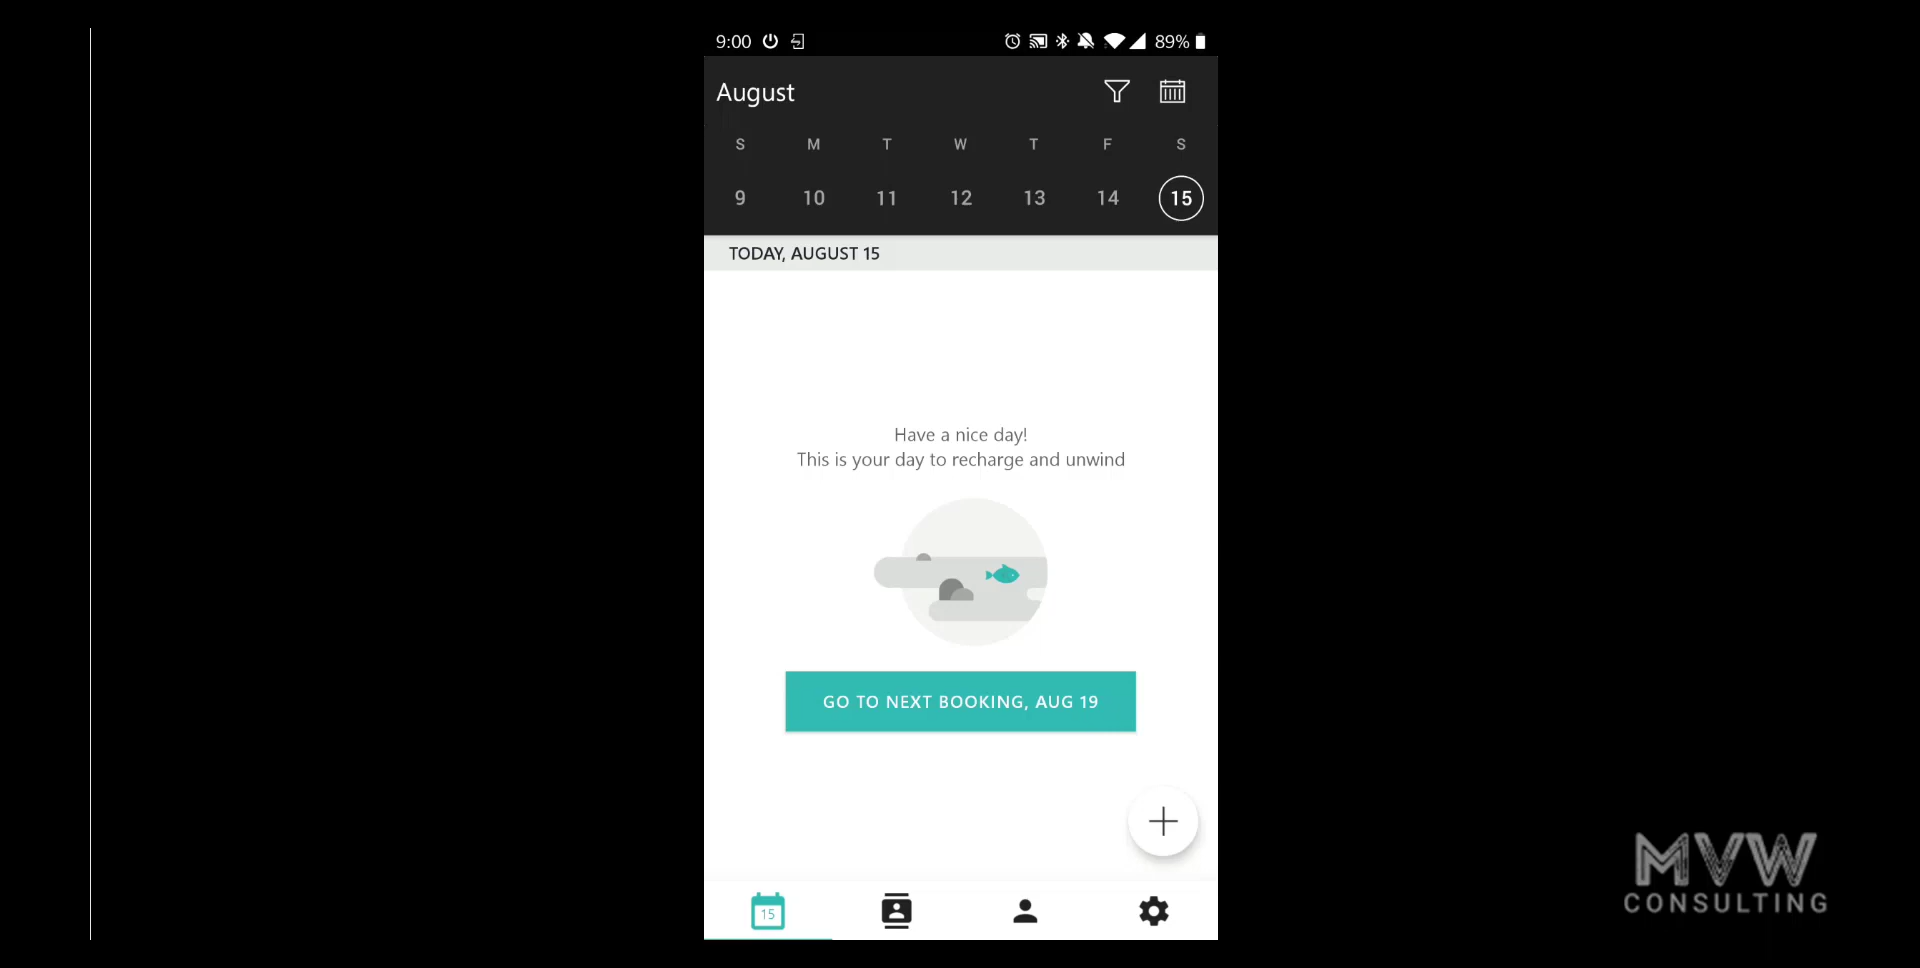 9:00
89%
August
S M T W T F S
9 10 11 12 13 14 15
TODAY, AUGUST 15
Have a nice day!
This is your day to recharge and unwind
GO TO NEXT BOOKING, AUG 19
15
MVW
CONSULTING